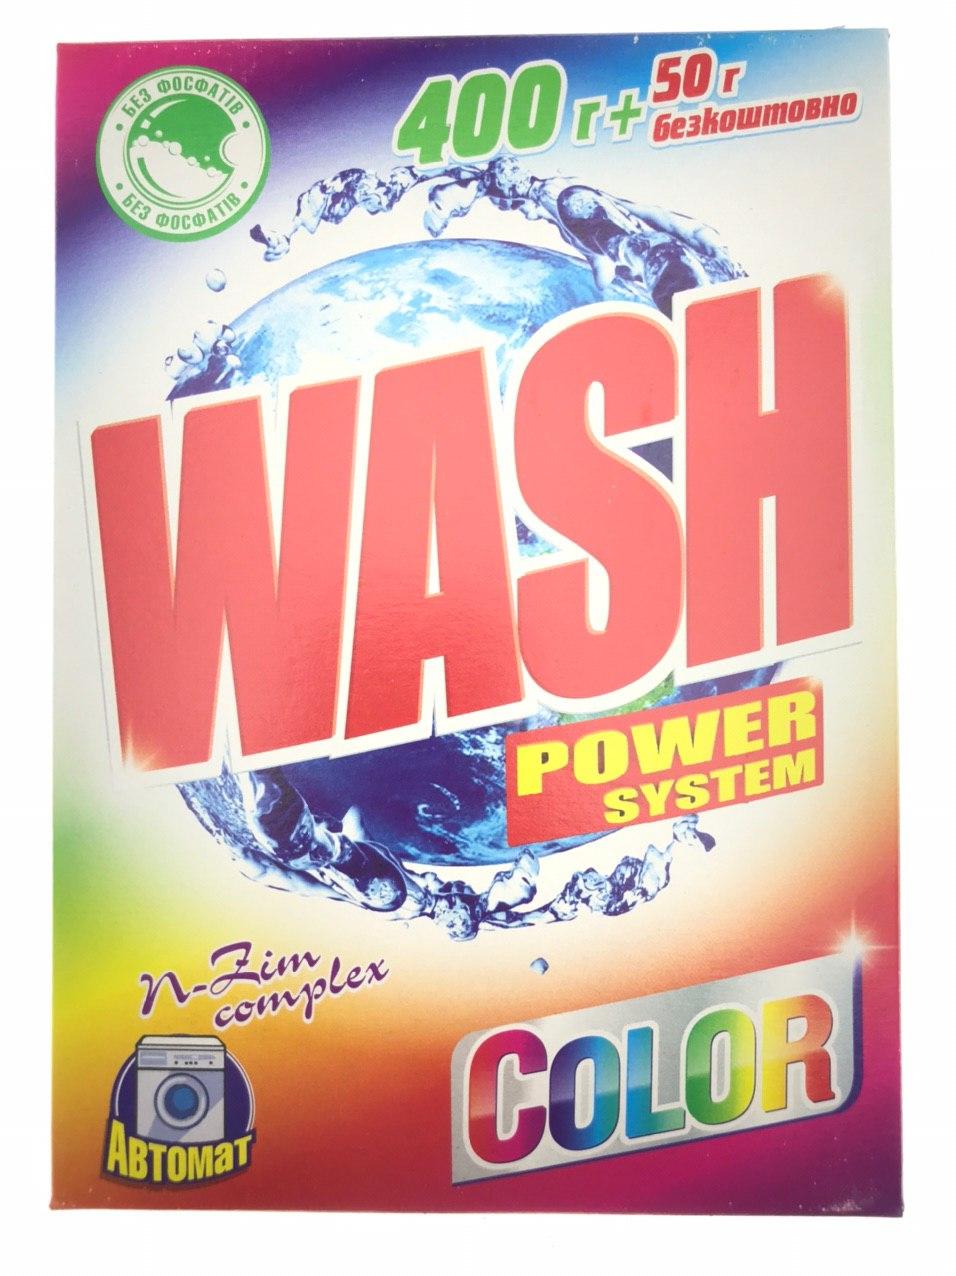 БЕЗ ФОСФАТІВ
БЕЗ ФОСФАТІВ
400 г + 50 г
безкоштовно
WASH
POWER
SYSTEM
N-Zim
complex
АВТОМАТ
COLOR